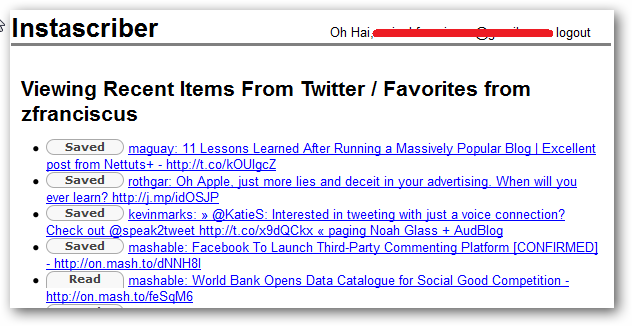 Instascriber
Oh Hai, logout
Viewing Recent Items From Twitter / Favorites from
zfranciscus
Saved maguay: 11 Lessons Learned After Running a Massively Popular Blog | Excellent
post from Nettuts+ - http://t.co/kOUlgcZ
Saved rothgar: Oh Apple, just more lies and deceit in your advertising. When will you
ever learn? http://j.mp/idOSJP
Saved kevinmarks: » @KatieS: Interested in tweeting with just a voice connection?
Check out @speak2tweet http://t.co/x9dQCkx « paging Noah Glass + AudBlog
Saved mashable: Facebook To Launch Third-Party Commenting Platform [CONFIRMED]
- http://on.mash.to/dNNH8l
Read mashable: World Bank Opens Data Catalogue for Social Good Competition -
http://on.mash.to/feSqM6